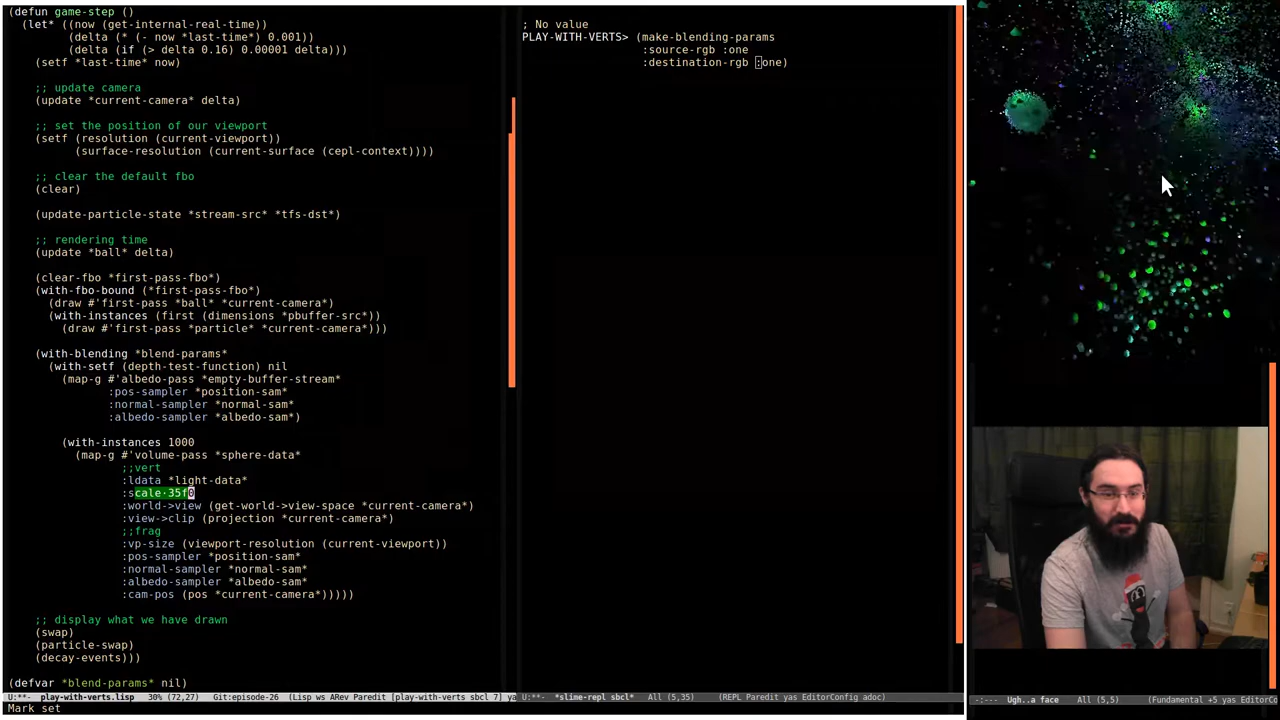 (defun game-step ()
  (let* ((now (get-internal-real-time))
         (delta (* (- now *last-time*) 0.001))
         (delta (if (> delta 0.16) 0.00001 delta)))
    (setf *last-time* now)
    ;; update camera
    (update *current-camera* delta)
    ;; set the position of our viewport
    (setf (resolution (current-viewport))
          (surface-resolution (current-surface (cepl-context))))
    ;; clear the default fbo
    (clear)
    (update-particle-state *stream-src* *tfs-dst*)
    ;; rendering time
    (update *ball* delta)
    (clear-fbo *first-pass-fbo*)
    (with-fbo-bound (*first-pass-fbo*)
      (draw #'first-pass *ball* *current-camera*)
      (with-instances (first (dimensions *pbuffer-src*))
        (draw #'first-pass *particle* *current-camera*)))
    (with-blending *blend-params*
      (with-setf (depth-test-function) nil
        (map-g #'albedo-pass *empty-buffer-stream*
               :pos-sampler *position-sam*
               :normal-sampler *normal-sam*
               :albedo-sampler *albedo-sam*)
        (with-instances 1000
          (map-g #'volume-pass *sphere-data*
                 ;;vert
                 :ldata *light-data*
                 :scale·35f0
                 :world->view (get-world->view-space *current-camera*)
                 :view->clip (projection *current-camera*)
                 ;;frag
                 :vp-size (viewport-resolution (current-viewport))
                 :pos-sampler *position-sam*
                 :normal-sampler *normal-sam*
                 :albedo-sampler *albedo-sam*
                 :cam-pos (pos *current-camera*)))))
    ;; display what we have drawn
    (swap)
    (particle-swap)
    (decay-events)))
(defvar *blend-params* nil)
U:**-  play-with-verts.lisp   30% (72,27)   Git:episode-26  (Lisp ws ARev Paredit [play-with-verts sbcl 7] ya
Mark set
; No value
PLAY-WITH-VERTS> (make-blending-params
                  :source-rgb :one
                  :destination-rgb :one)
U:**-  *slime-repl sbcl*   All (5,35)     (REPL Paredit yas EditorConfig adoc)
-:---  Ugh..a face    All (5,5)      (Fundamental +5 yas EditorCo